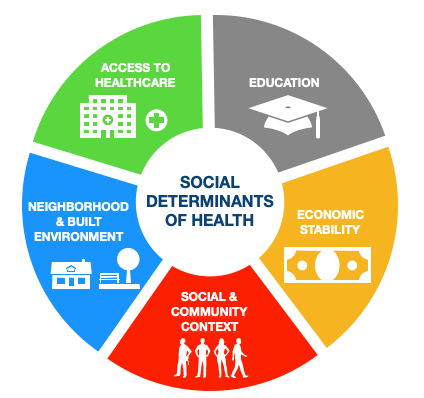 ACCESS TO
HEALTHCARE
EDUCATION
SOCIAL
DETERMINANTS
OF HEALTH
NEIGHBORHOOD
& BUILT
ENVIRONMENT
ECONOMIC
STABILITY
SOCIAL &
COMMUNITY
CONTEXT